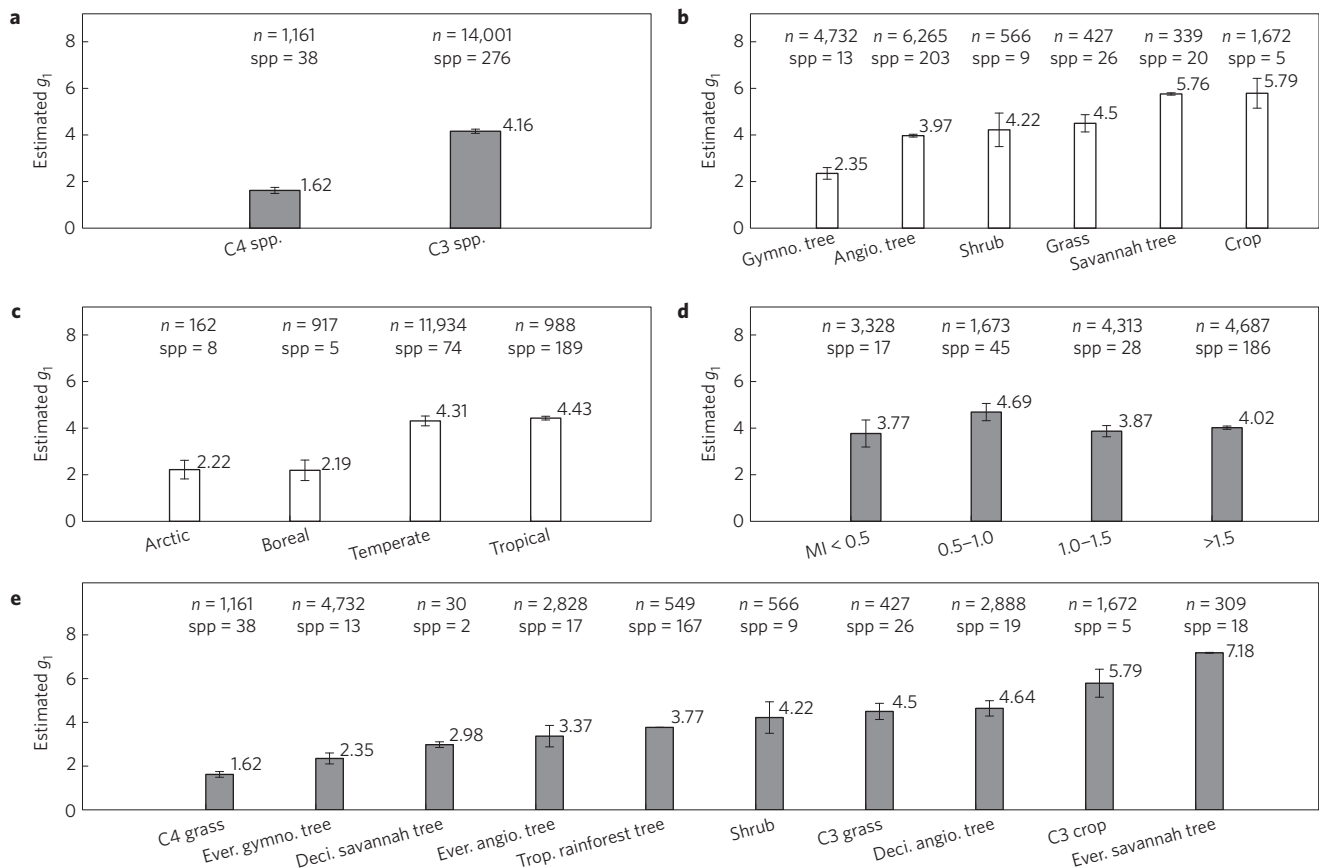 a
8
6
4
2
0
Estimated g1
n = 1,161
spp = 38
n = 14,001
spp = 276
1.62
4.16
C4 spp.
C3 spp.
b
8
6
4
2
0
Estimated g1
n = 4,732
spp = 13
n = 6,265
spp = 203
n = 566
spp = 9
n = 427
spp = 26
n = 339
spp = 20
n = 1,672
spp = 5
2.35
3.97
4.22
4.5
5.76
5.79
Gymno. tree
Angio. tree
Shrub
Grass
Savannah tree
Crop
c
8
6
4
2
0
Estimated g1
n = 162
spp = 8
n = 917
spp = 5
n = 11,934
spp = 74
n = 988
spp = 189
2.22
2.19
4.31
4.43
Arctic
Boreal
Temperate
Tropical
d
8
6
4
2
0
Estimated g1
n = 3,328
spp = 17
n = 1,673
spp = 45
n = 4,313
spp = 28
n = 4,687
spp = 186
3.77
4.69
3.87
4.02
MI < 0.5
0.5–1.0
1.0–1.5
>1.5
e
8
6
4
2
0
Estimated g1
n = 1,161
spp = 38
n = 4,732
spp = 13
n = 30
spp = 2
n = 2,828
spp = 17
n = 549
spp = 167
n = 566
spp = 9
n = 427
spp = 26
n = 2,888
spp = 19
n = 1,672
spp = 5
n = 309
spp = 18
1.62
2.35
2.98
3.37
3.77
4.22
4.5
4.64
5.79
7.18
C4 grass
Ever. gymno. tree
Deci. savannah tree
Ever. angio. tree
Trop. rainforest tree
Shrub
C3 grass
Deci. angio. tree
C3 crop
Ever. savannah tree